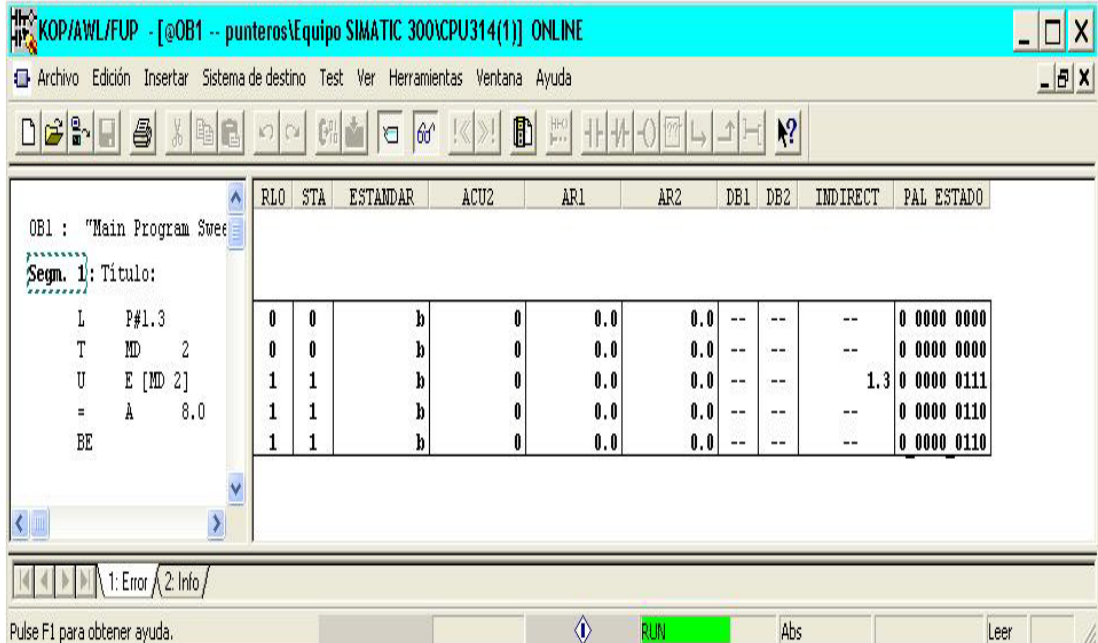 KOP/AWL/FUP - [@OB1 -- punteros\Equipo SIMATIC 300\CPU314(1)] ONLINE
Archivo Edición Insertar Sistema de destino Test Ver Herramientas Ventana Ayuda
OB1 : "Main Program Swee
Segm. 1: Título:
L P#1.3
T MD 2
U E [MD 2]
= A 8.0
BE
RLO STA ESTANDAR ACU2 AR1 AR2 DB1 DB2 INDIRECT PAL ESTADO
0 0 b 0 0.0 0.0 -- -- -- 0 0000 0000
0 0 b 0 0.0 0.0 -- -- -- 0 0000 0000
1 1 b 0 0.0 0.0 -- -- 1.3 0 0000 0111
1 1 b 0 0.0 0.0 -- -- -- 0 0000 0110
1 1 b 0 0.0 0.0 -- -- -- 0 0000 0110
1: Error 2: Info
Pulse F1 para obtener ayuda. RUN Abs Leer